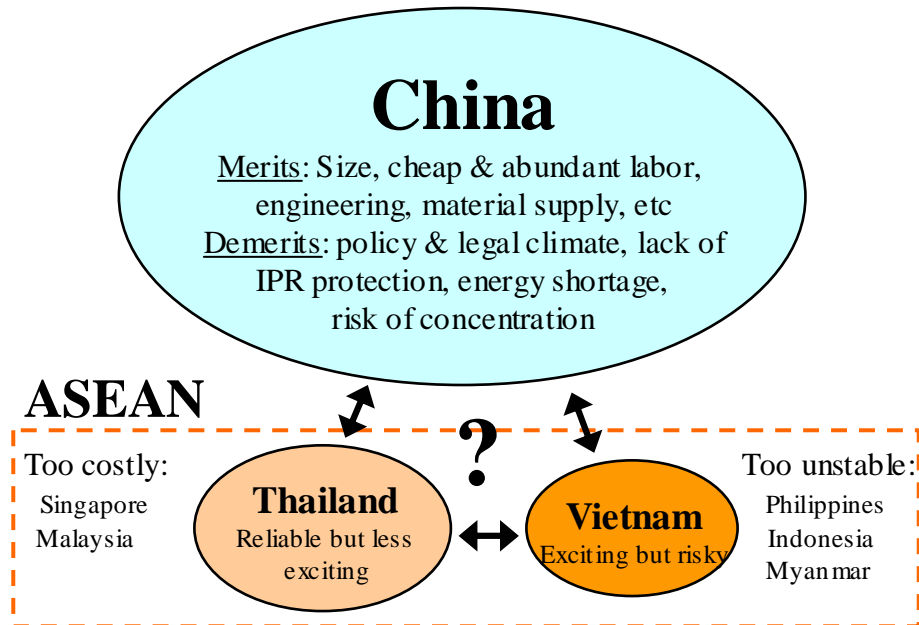 China
Merits: Size, cheap & abundant labor,
engineering, material supply, etc
Demerits: policy & legal climate, lack of
IPR protection, energy shortage,
risk of concentration
ASEAN
?
Too costly:
Singapore
Malaysia
Thailand
Reliable but less
exciting
Vietnam
Exciting but risky
Too unstable:
Philippines
Indonesia
Myanmar